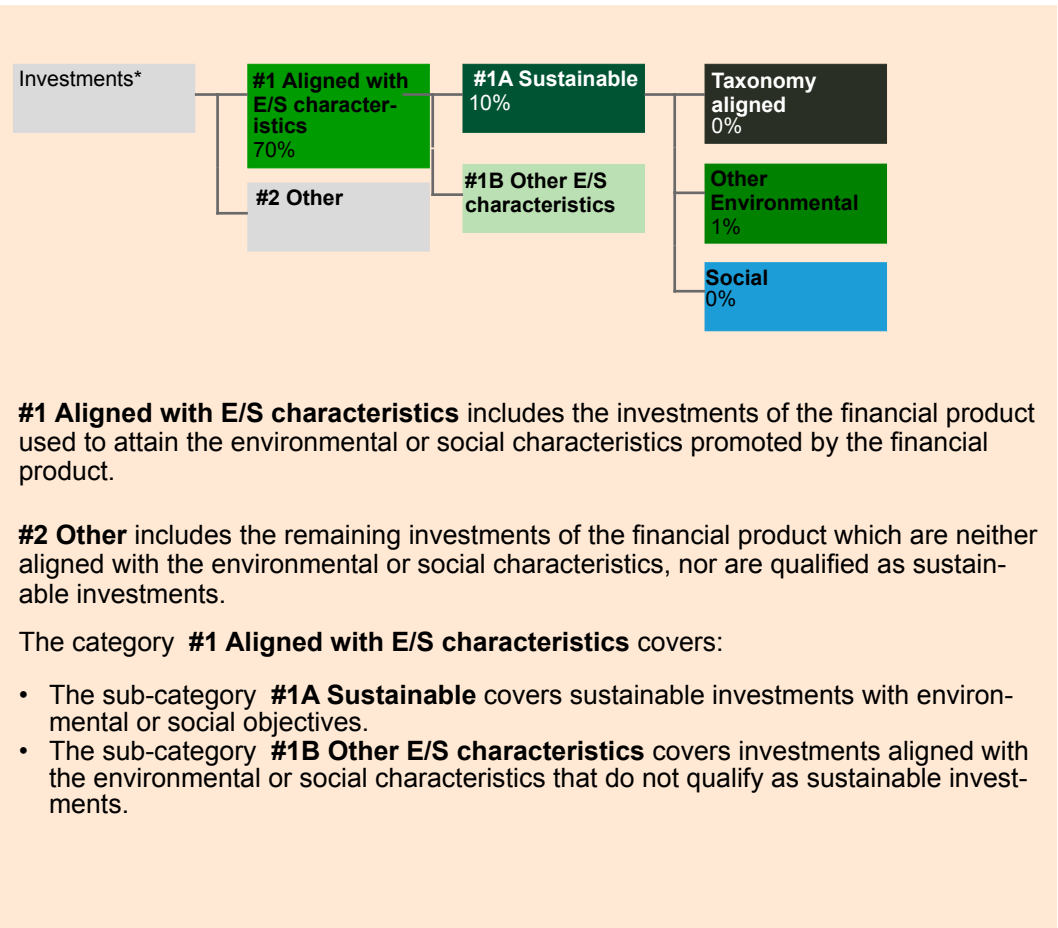 Investments*
#1 Aligned with
E/S character-
istics
70%
#2 Other
#1A Sustainable
10%
#1B Other E/S
characteristics
Taxonomy
aligned
0%
Other
Environmental
1%
Social
0%
#1 Aligned with E/S characteristics includes the investments of the financial product
used to attain the environmental or social characteristics promoted by the financial
product.
#2 Other includes the remaining investments of the financial product which are neither
aligned with the environmental or social characteristics, nor are qualified as sustain-
able investments.
The category #1 Aligned with E/S characteristics covers:
• The sub-category #1A Sustainable covers sustainable investments with environ-
mental or social objectives.
• The sub-category #1B Other E/S characteristics covers investments aligned with
the environmental or social characteristics that do not qualify as sustainable invest-
ments.